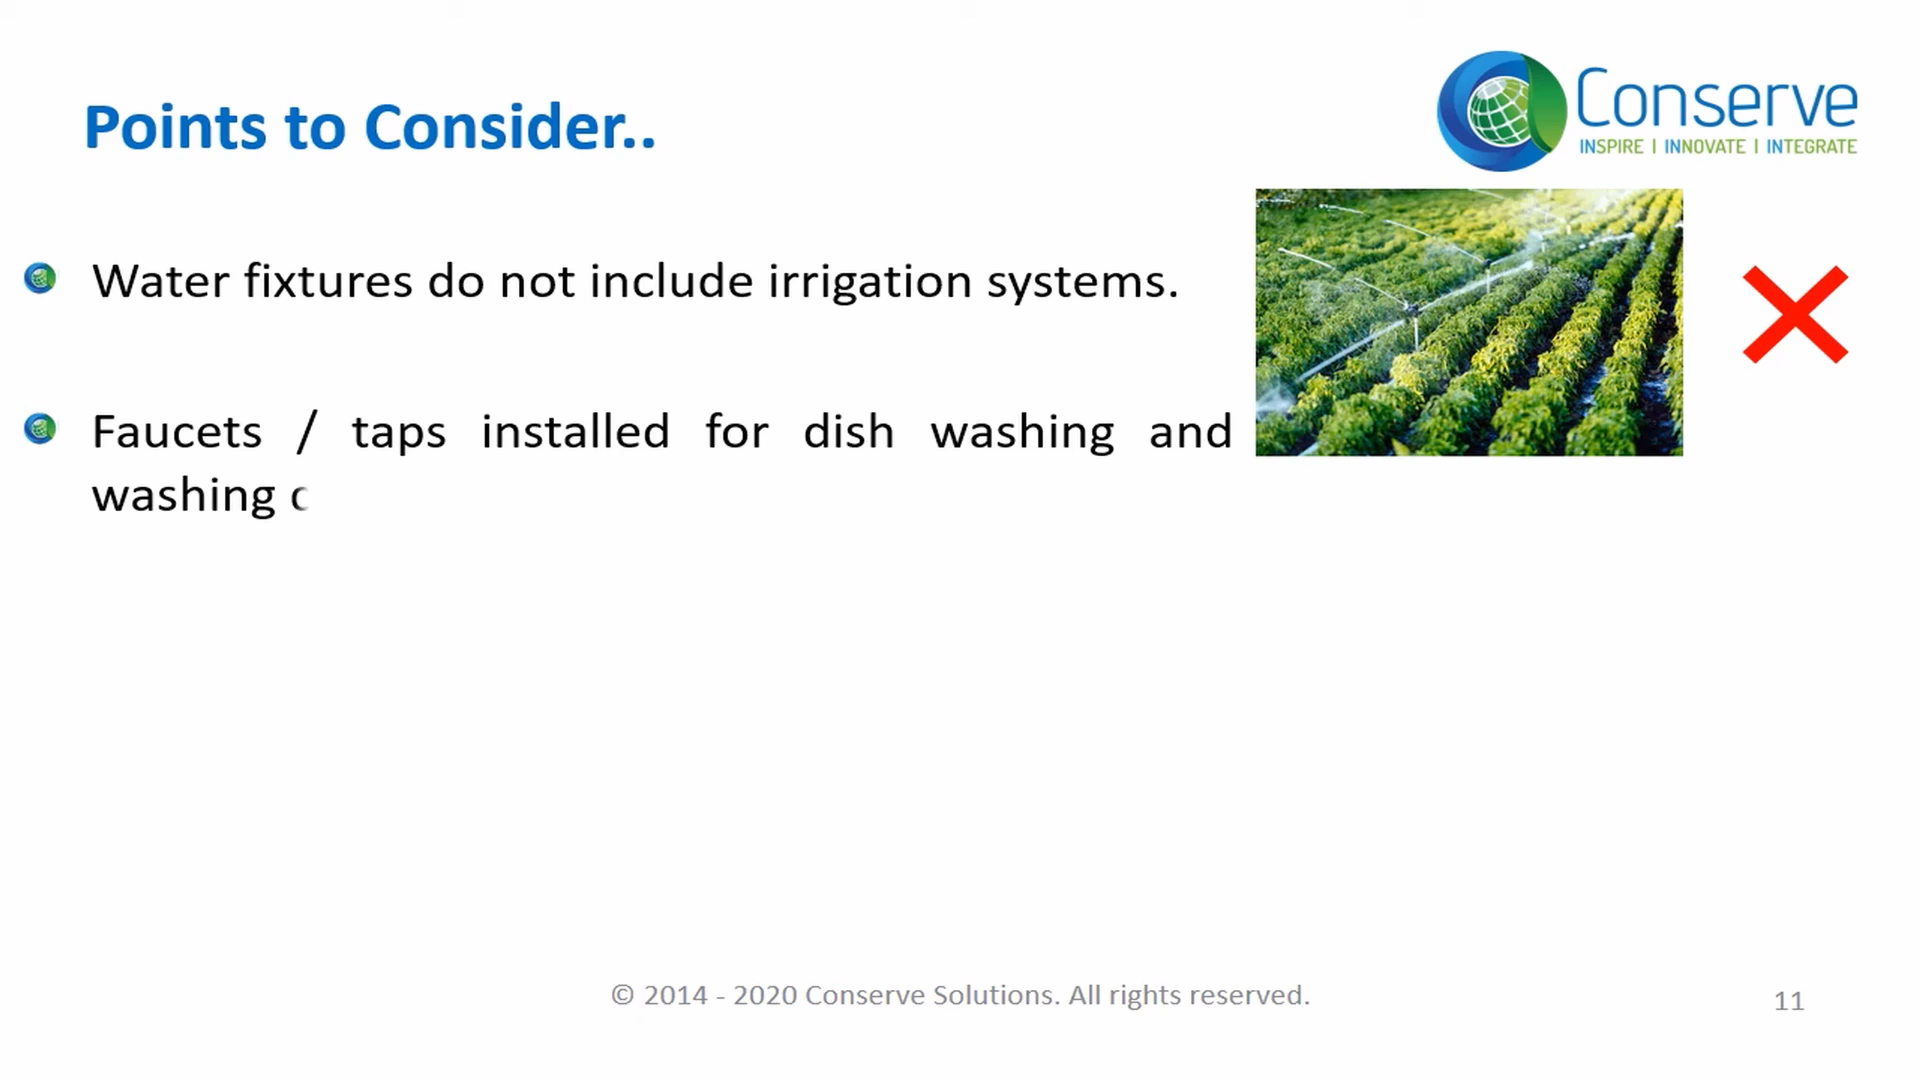 Conserve
INSPIRE | INNOVATE | INTEGRATE
Points to Consider..
Water fixtures do not include irrigation systems.
Faucets / taps installed for dish washing and
washing
© 2014 - 2020 Conserve Solutions. All rights reserved.
11